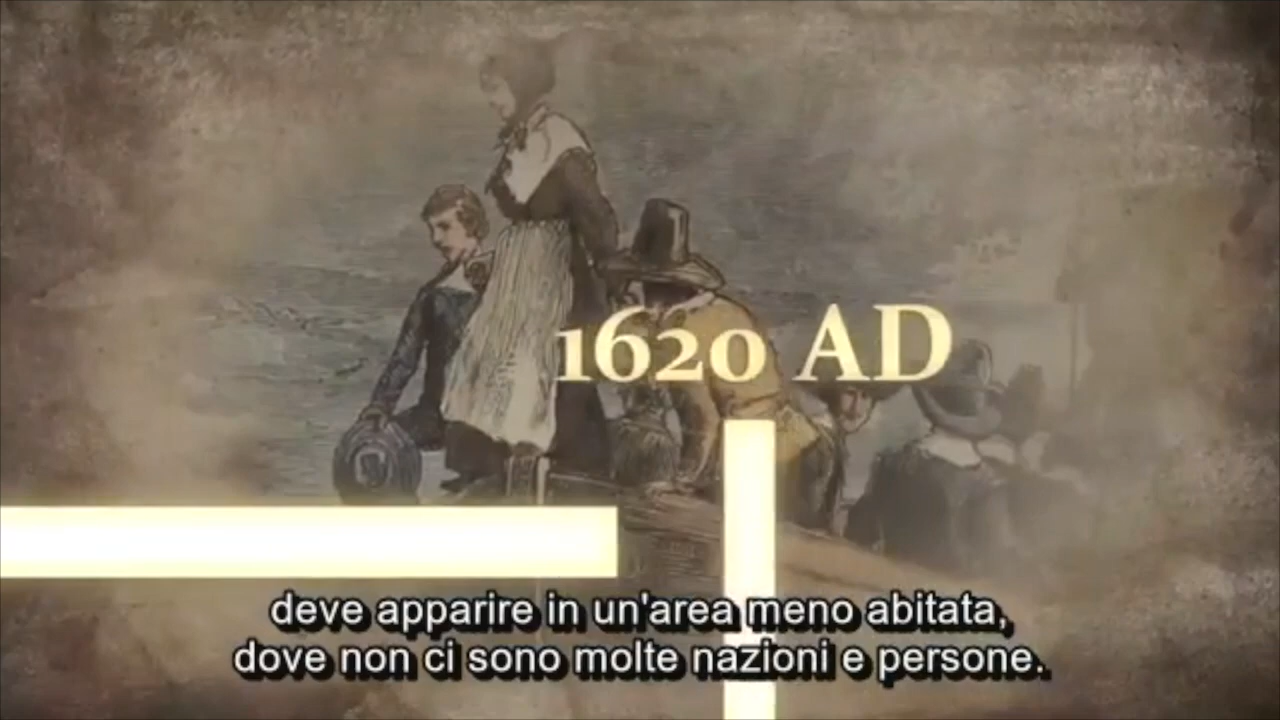 1620 AD
deve apparire in un'area meno abitata,
dove non ci sono molte nazioni e persone.